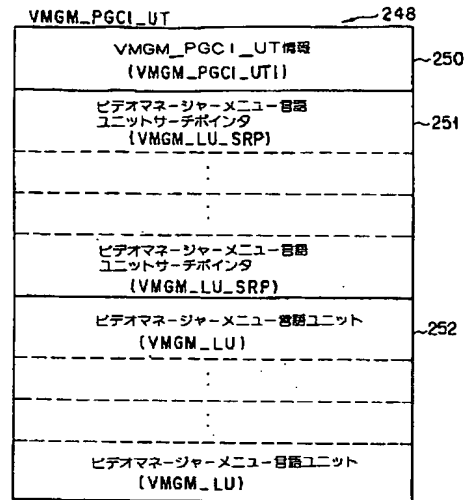 VMGM_PGCI_UT
248
VMGM_PGCI_UT情報
(VMGM_PGCI_UTI)
250
ビデオマネージャーメニュー言語
ユニットサーチポインタ
(VMGM_LU_SRP)
251
ビデオマネージャーメニュー言語
ユニットサーチポインタ
(VMGM_LU_SRP)
ビデオマネージャーメニュー言語ユニット
(VMGM_LU)
252
ビデオマネージャーメニュー言語ユニット
(VMGM_LU)